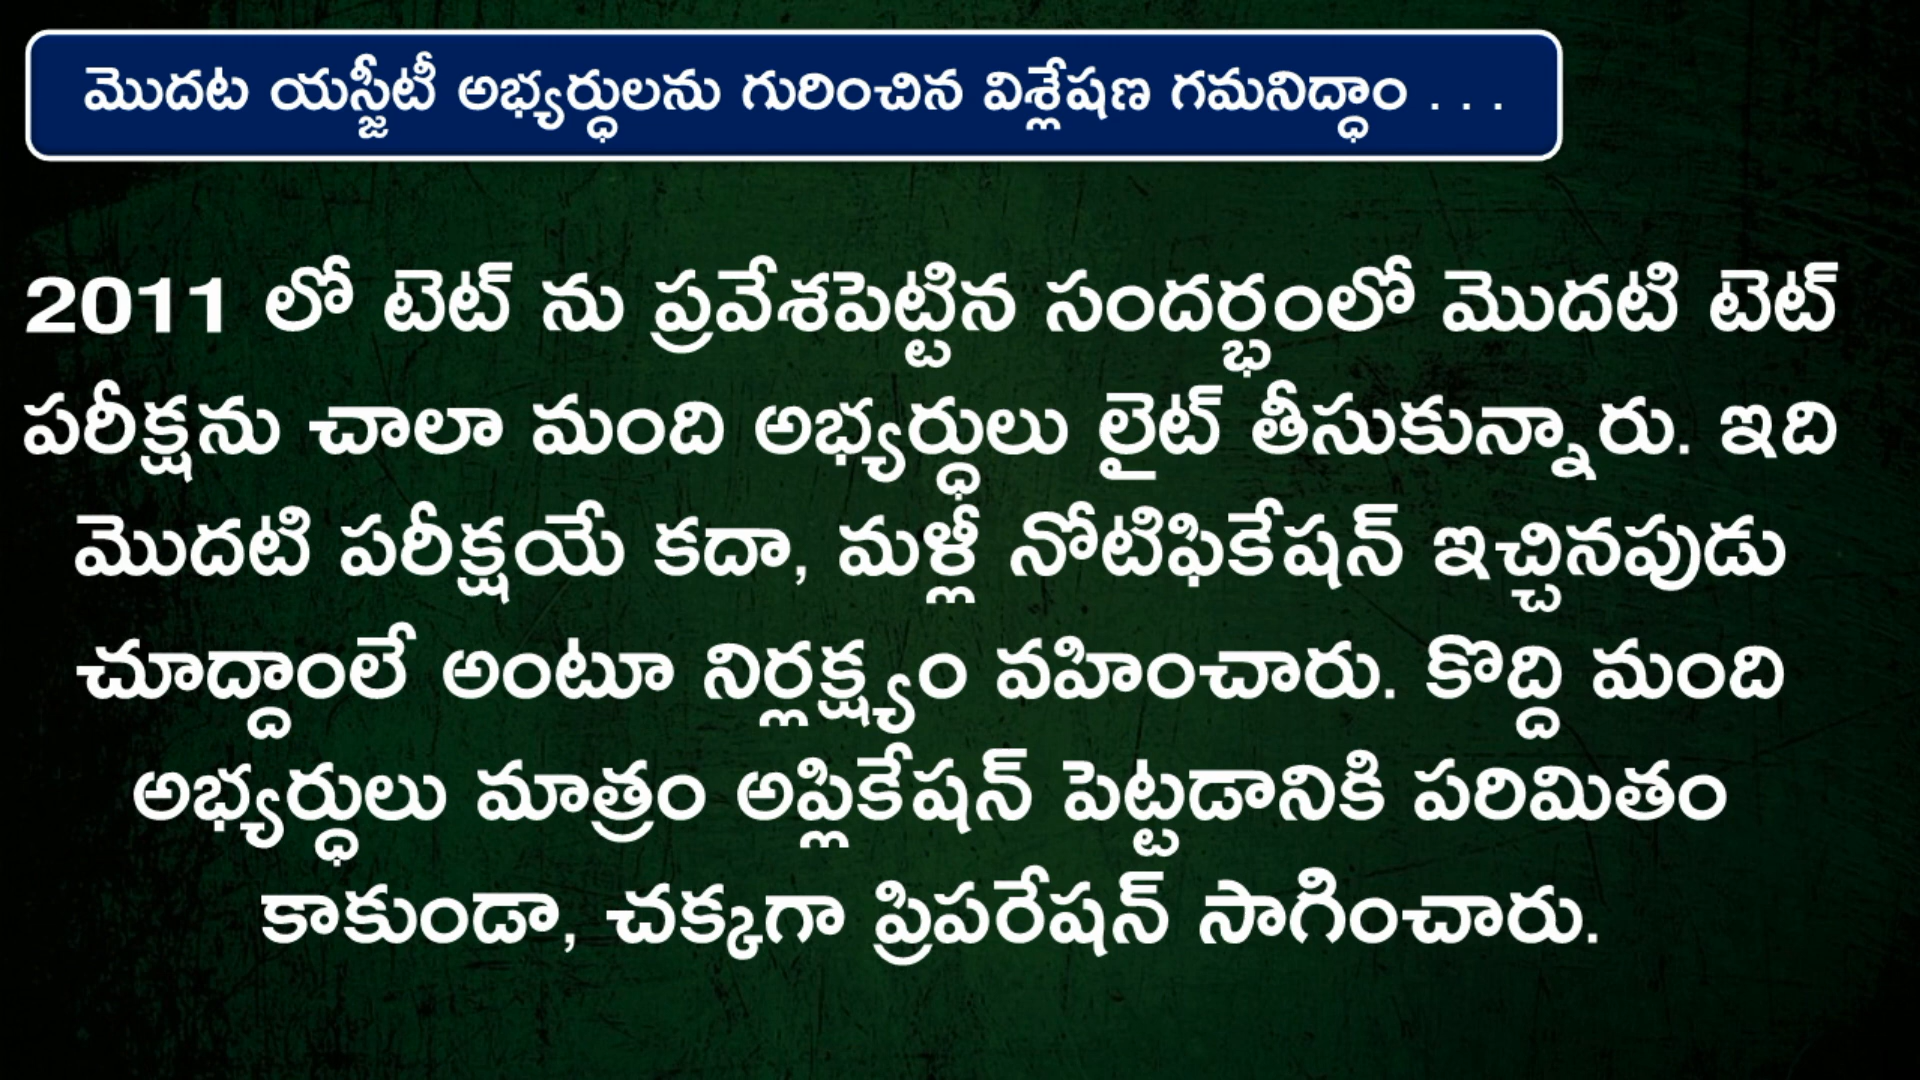 మొదట యస్జీటీ అభ్యర్ధులను గురించిన విశ్లేషణ గమనిద్ధాం . . .
2011 లో టెట్ ను ప్రవేశపెట్టిన సందర్భంలో మొదటి టెట్
పరీక్షను చాలా మంది అభ్యర్ధులు లైట్ తీసుకున్నారు. ఇది
మొదటి పరీక్షయే కదా, మళ్లీ నోటిఫికేషన్ ఇచ్చినపుడు
చూద్దాంలే అంటూ నిర్లక్ష్యం వహించారు. కొద్ది మంది
అభ్యర్ధులు మాత్రం అప్లికేషన్ పెట్టడానికి పరిమితం
కాకుండా, చక్కగా ప్రిపరేషన్ సాగించారు.